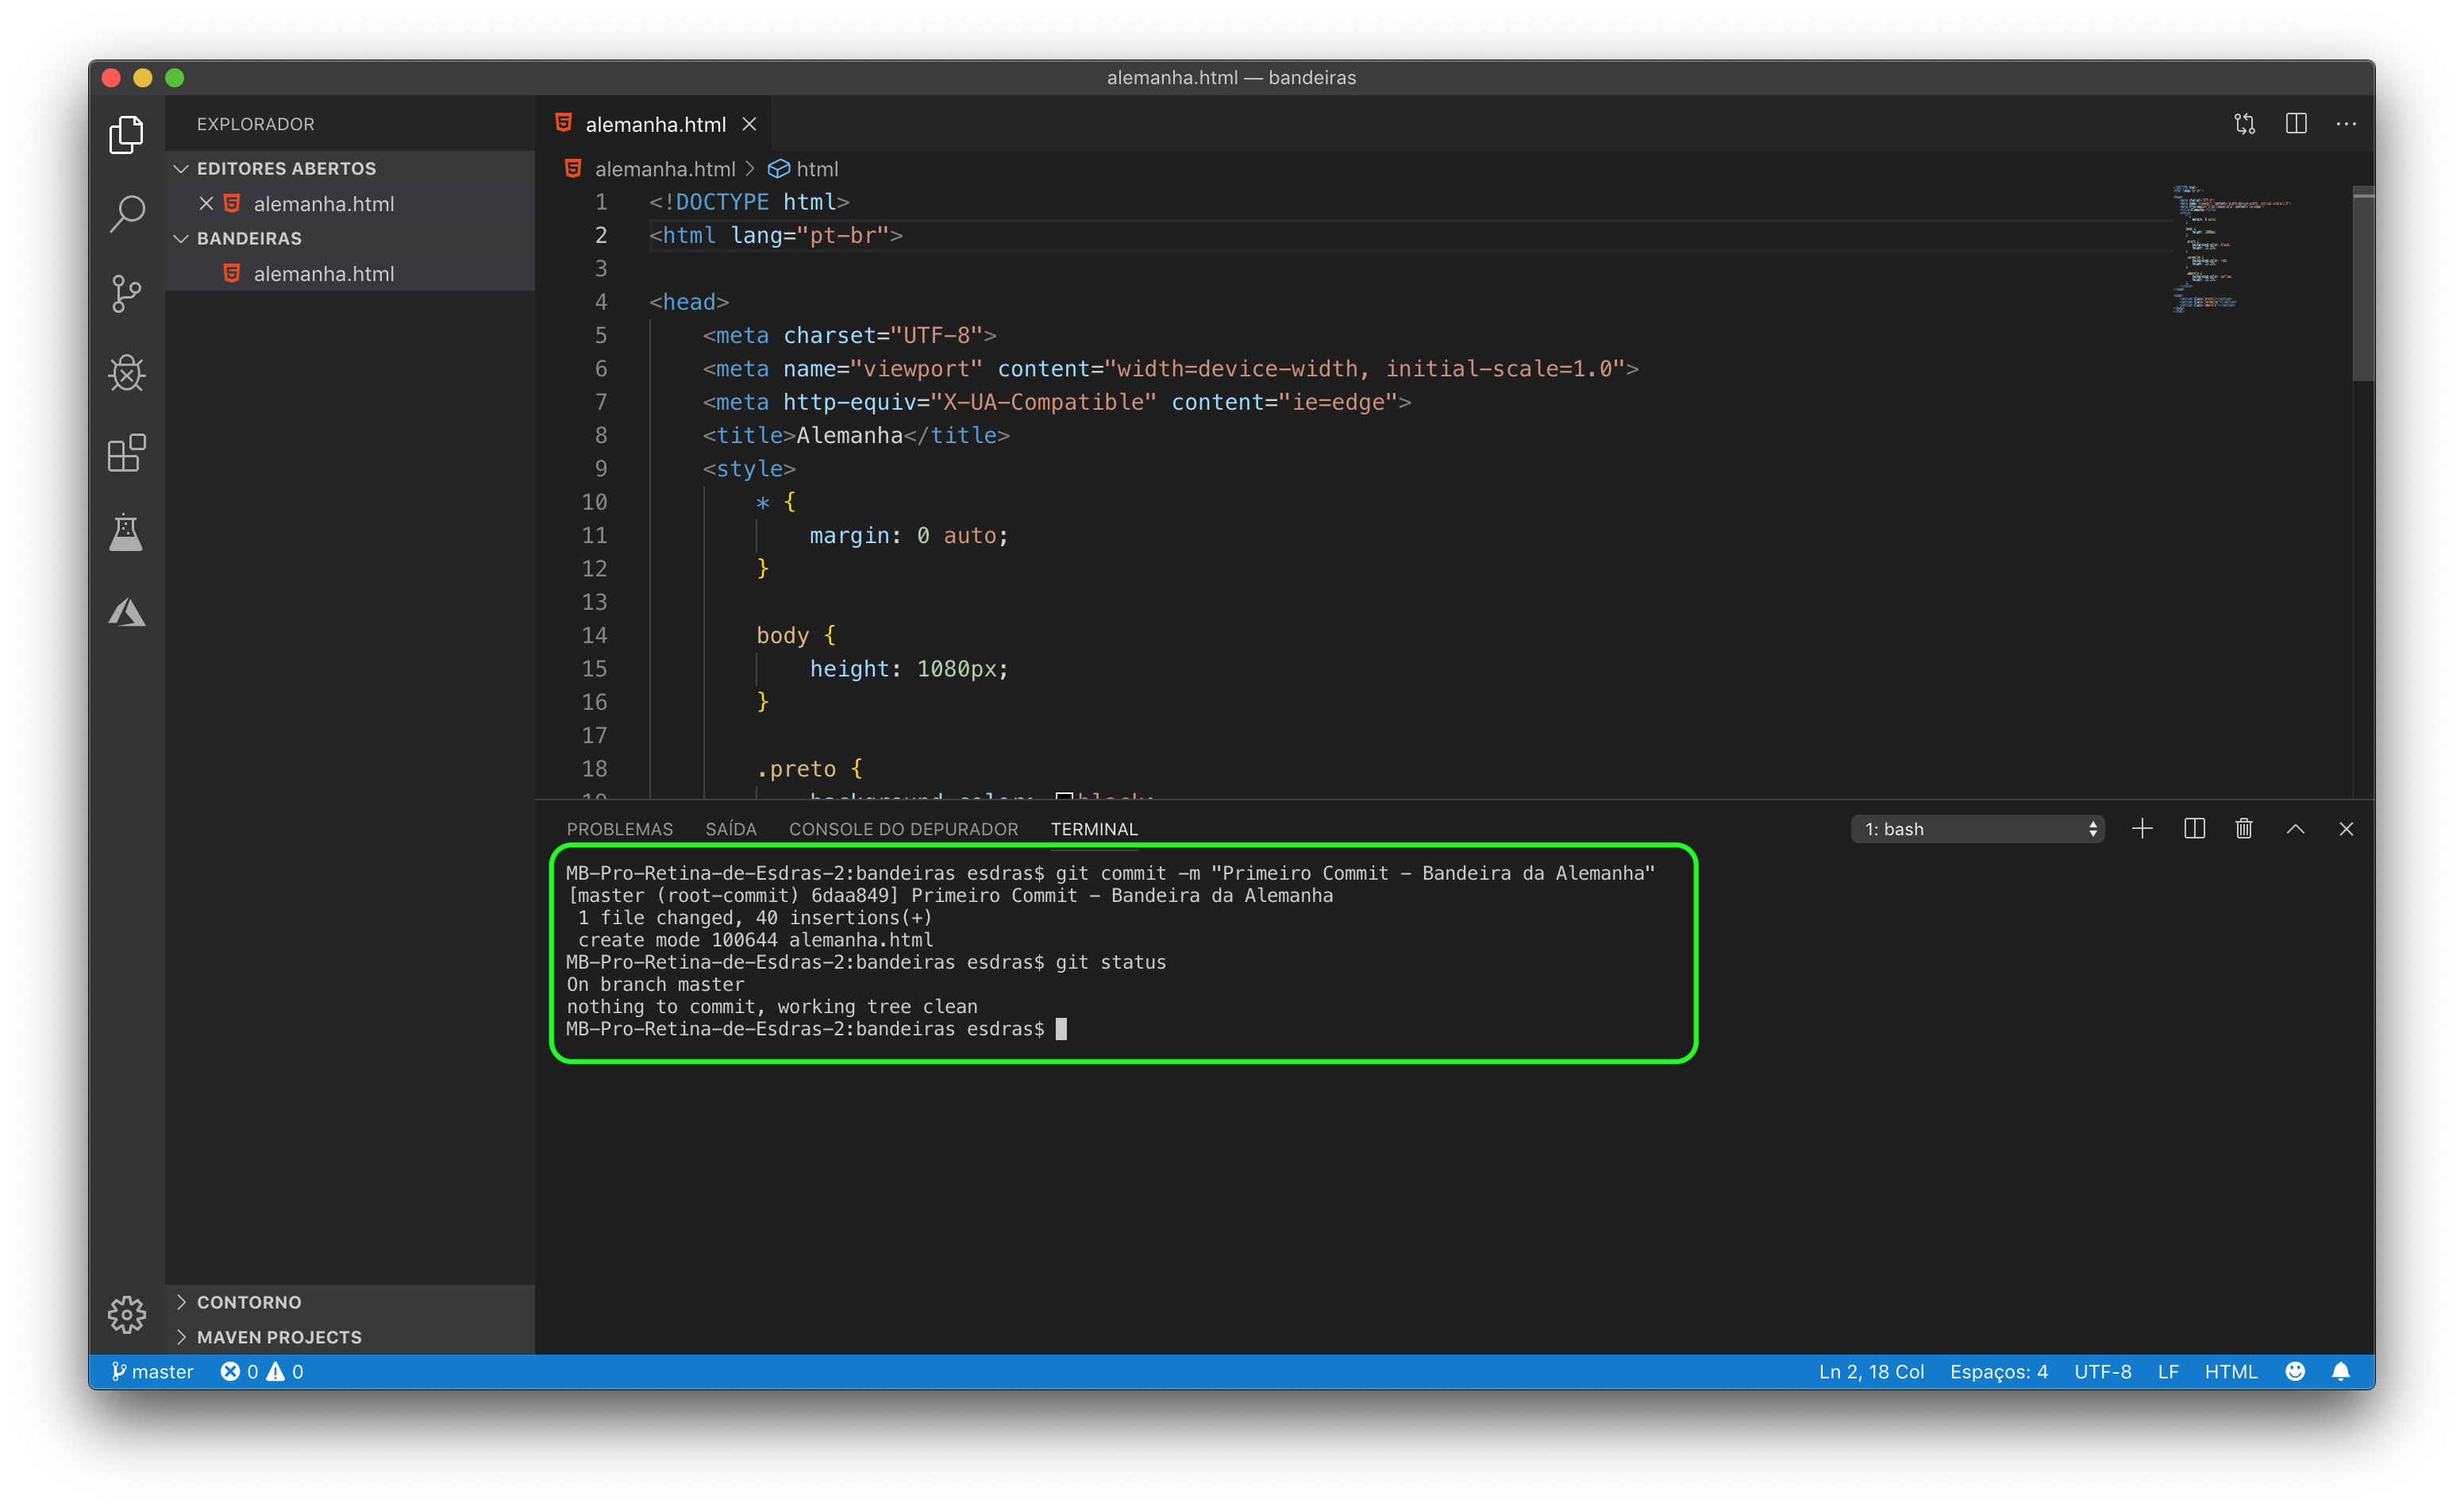 alemanha.html — bandeiras
EXPLORADOR
EDITORES ABERTOS
alemanha.html
BANDEIRAS
alemanha.html
CONTORNO
MAVEN PROJECTS
alemanha.html
alemanha.html > html
1 <!DOCTYPE html>
2 <html lang="pt-br">
3
4 <head>
5 <meta charset="UTF-8">
6 <meta name="viewport" content="width=device-width, initial-scale=1.0">
7 <meta http-equiv="X-UA-Compatible" content="ie=edge">
8 <title>Alemanha</title>
9 <style>
10 * {
11 margin: 0 auto;
12 }
13
14 body {
15 height: 1080px;
16 }
17
18 .preto {
19 background-color: black;
PROBLEMAS SAÍDA CONSOLE DO DEPURADOR TERMINAL 1: bash
MB-Pro-Retina-de-Esdras-2:bandeiras esdras$ git commit -m "Primeiro Commit - Bandeira da Alemanha"
[master (root-commit) 6daa849] Primeiro Commit - Bandeira da Alemanha
1 file changed, 40 insertions(+)
create mode 100644 alemanha.html
MB-Pro-Retina-de-Esdras-2:bandeiras esdras$ git status
On branch master
nothing to commit, working tree clean
MB-Pro-Retina-de-Esdras-2:bandeiras esdras$
master 0 0 Ln 2, 18 Col Espaços: 4 UTF-8 LF HTML